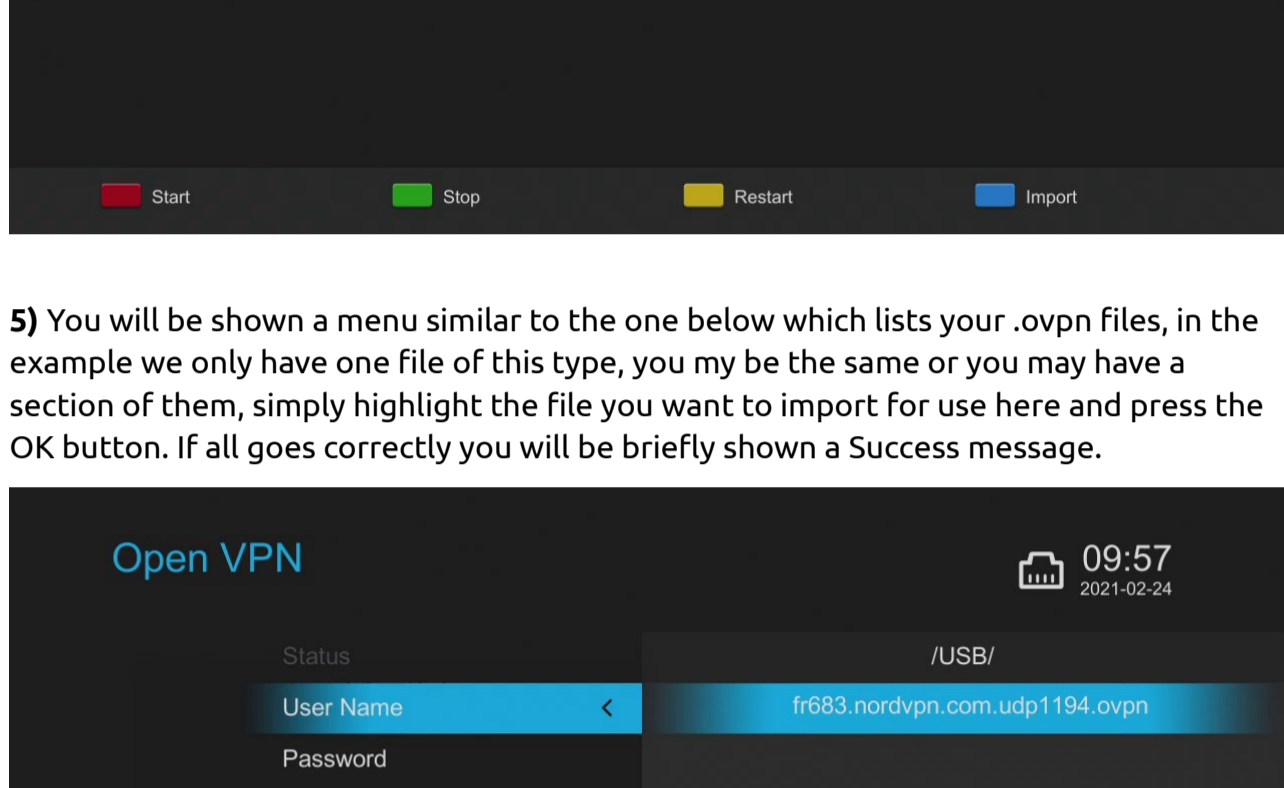 Start Stop Restart Import
5) You will be shown a menu similar to the one below which lists your .ovpn files, in the
example we only have one file of this type, you my be the same or you may have a
section of them, simply highlight the file you want to import for use here and press the
OK button. If all goes correctly you will be briefly shown a Success message.
Open VPN
09:57
2021-02-24
Status
/USB/
User Name <
fr683.nordvpn.com.udp1194.ovpn
Password